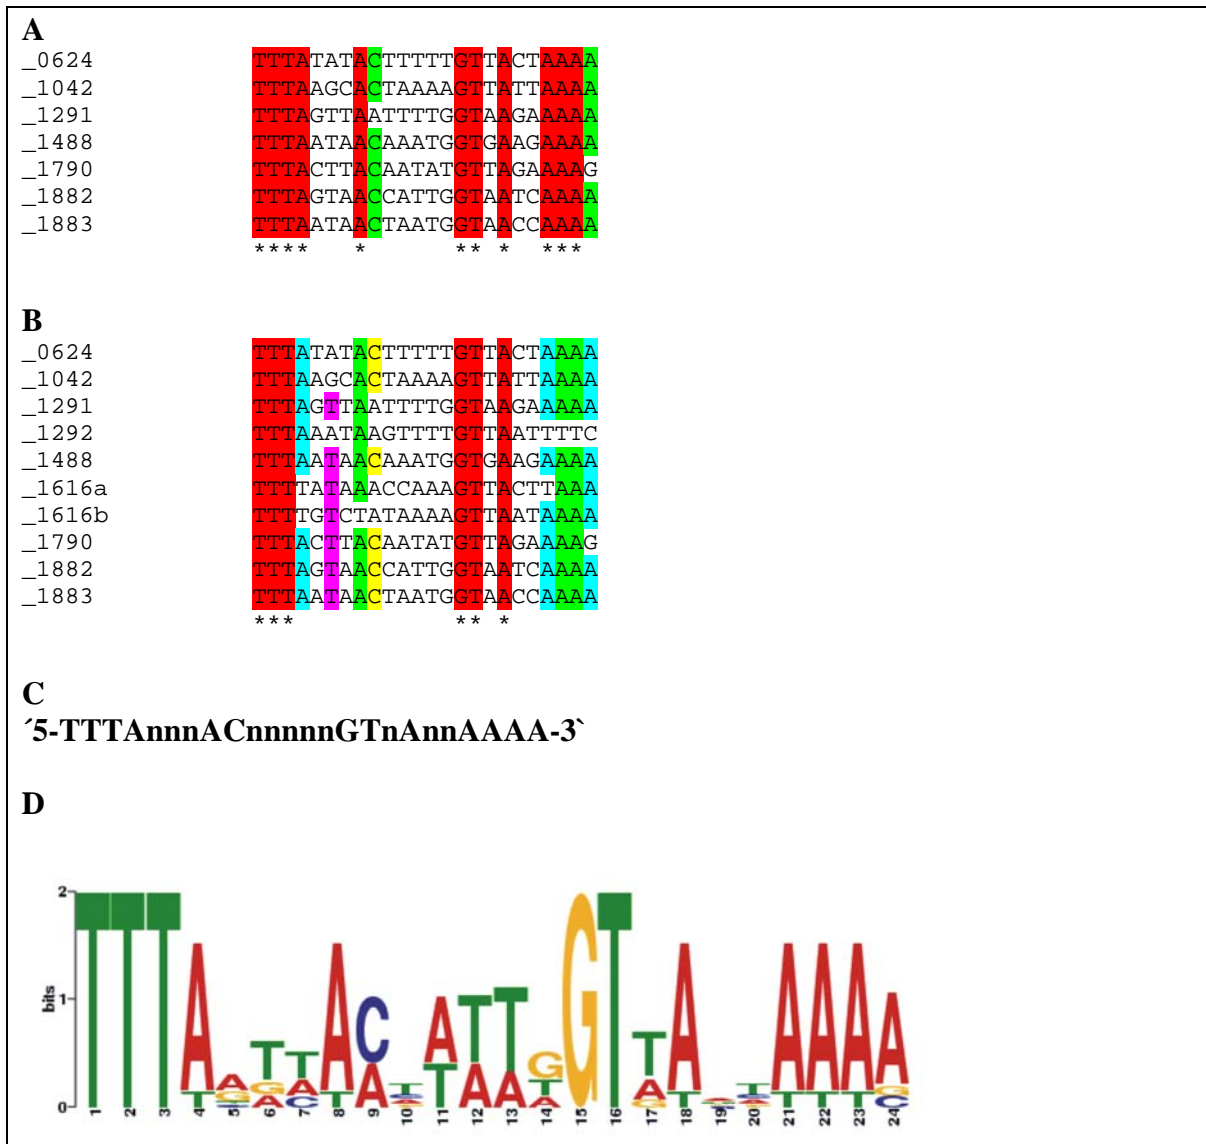 A
_0624 TTTATATACTTTTTGTTACTAAAA
_1042 TTTAAGCACTAAAAGTTATTAAAA
_1291 TTTAGTTAATTTTGGTAAGAAAAA
_1488 TTTAATAACAAATGGTGAAGAAAA
_1790 TTTACTTACAATATGTTAGAAAAG
_1882 TTTAGTAACCATTGGTAATCAAAA
_1883 TTTAATAACTAATGGTAACCAAAA
**** * ** * ***
B
_0624 TTTATATACTTTTTGTTACTAAAA
_1042 TTTAAGCACTAAAAGTTATTAAAA
_1291 TTTAGTTAATTTTGGTAAGAAAAA
_1292 TTTAAATAAGTTTTGTTAATTTTC
_1488 TTTAATAACAAATGGTGAAGAAAA
_1616a TTTTATAAACCAAAGTTACTTAAA
_1616b TTTTGTCTATAAAAGTTAATAAAA
_1790 TTTACTTACAATATGTTAGAAAAG
_1882 TTTAGTAACCATTGGTAATCAAAA
_1883 TTTAATAACTAATGGTAACCAAAA
*** ** *
C
´5-TTTAnnnACnnnnnGTnAnnAAAA-3`
D
2
bits
1
0
1 2 3 4 5 6 7 8 9 10 11 12 13 14 15 16 17 18 19 20 21 22 23 24